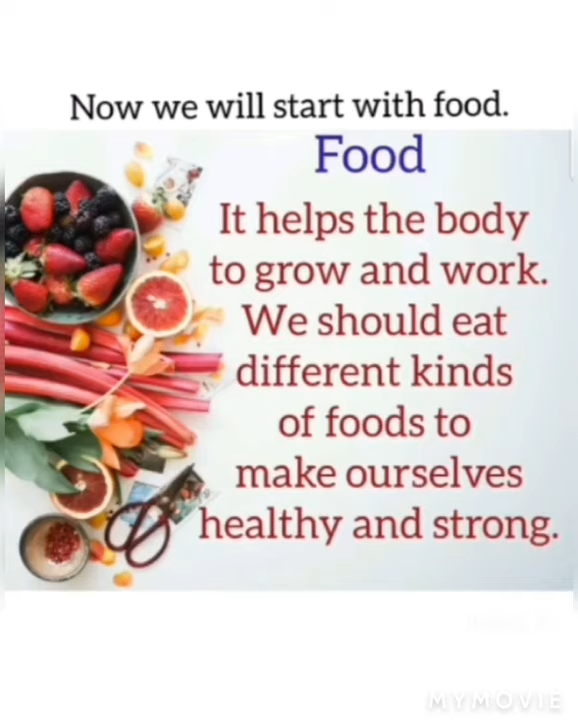 Now we will start with food.
Food
It helps the body
to grow and work.
We should eat
different kinds
of foods to
make ourselves
healthy and strong.
MYMOVIE